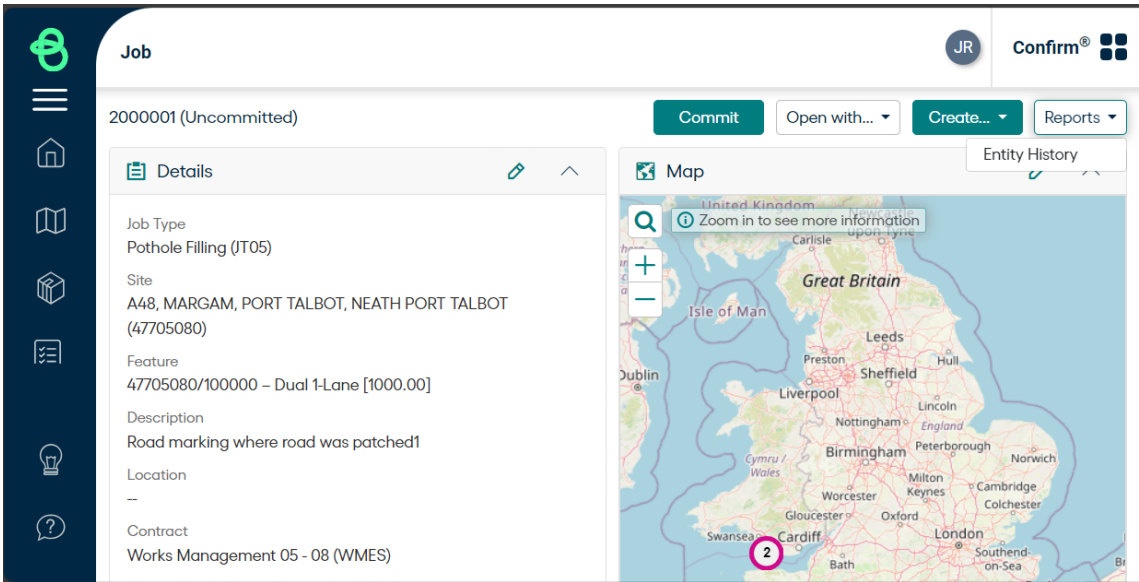 Job
JR
Confirm®
2000001 (Uncommitted)
Commit
Open with...
Create...
Reports
Entity History
Details
Job Type
Pothole Filling (JT05)
Site
A48, MARGAM, PORT TALBOT, NEATH PORT TALBOT
(47705080)
Feature
47705080/100000 – Dual 1-Lane [1000.00]
Description
Road marking where road was patched1
Location
--
Contract
Works Management 05 - 08 (WMES)
Map
United Kingdom
Zoom in to see more information
Newcastle
upon Tyne
Carlisle
Great Britain
Isle of Man
Leeds
Preston
Hull
Dublin
Sheffield
Liverpool
Lincoln
Nottingham
England
Birmingham
Peterborough
Norwich
Cymru /
Wales
Milton
Keynes
Cambridge
Worcester
Colchester
Gloucester
Oxford
Swansea
Cardiff
London
2
Bath
Southend-
on-Sea